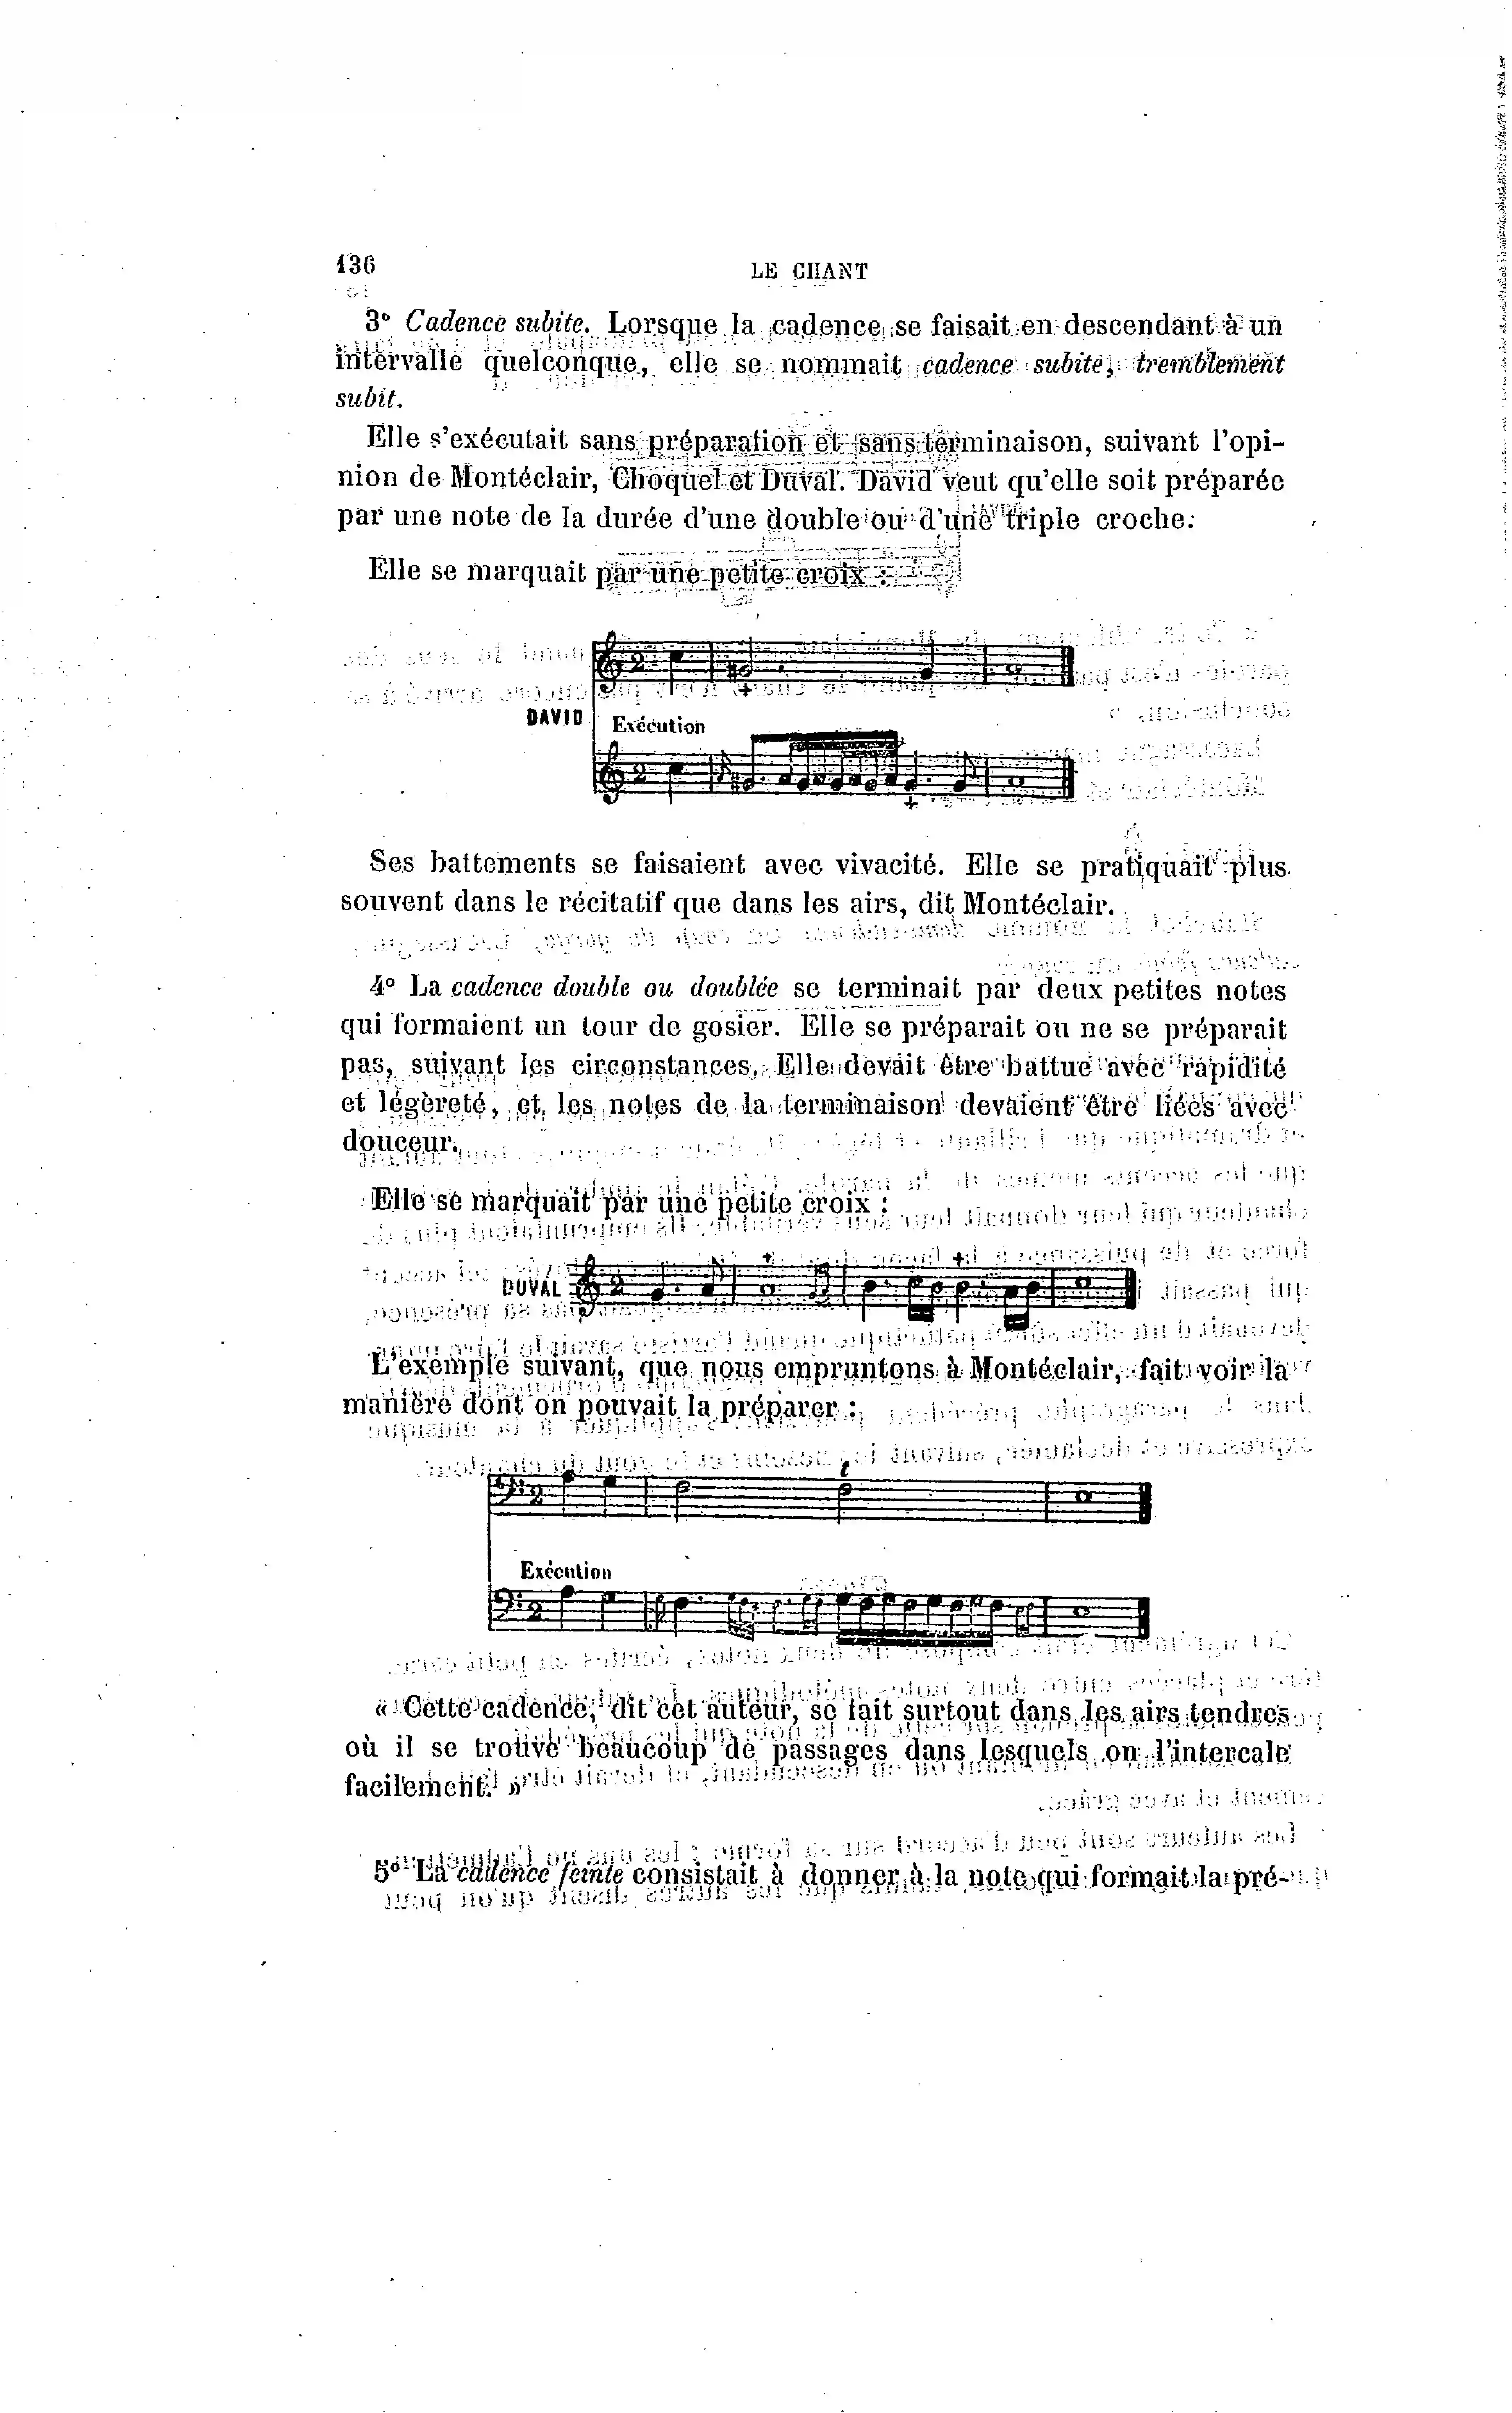 136
LE CHANT
3º Cadence subite. Lorsque la cadence se faisait en descendant à un
intervalle quelconque, elle se nommait cadence subite, tremblement
subit.
Elle s'exécutait sans préparation et sans terminaison, suivant l'opi-
nion de Montéclair, Choquel et Duval. David veut qu'elle soit préparée
par une note de la durée d'une double ou d'une triple croche.
Elle se marquait par une petite croix :
DAVID
Exécution
Ses battements se faisaient avec vivacité. Elle se pratiquait plus
souvent dans le récitatif que dans les airs, dit Montéclair.
4º La cadence double ou doublée se terminait par deux petites notes
qui formaient un tour de gosier. Elle se préparait ou ne se préparait
pas, suivant les circonstances. Elle devait être battue avec rapidité
et légèreté, et les notes de la terminaison devaient être liées avec
douceur.
Elle se marquait par une petite croix :
DUVAL
L'exemple suivant, que nous empruntons à Montéclair, fait voir la
manière dont on pouvait la préparer :
Exécution
« Cette cadence, dit cet auteur, se fait surtout dans les airs tendres
où il se trouve beaucoup de passages dans lesquels on l'intercale
facilement. »
5º La cadence feinte consistait à donner à la note qui formait la pré-